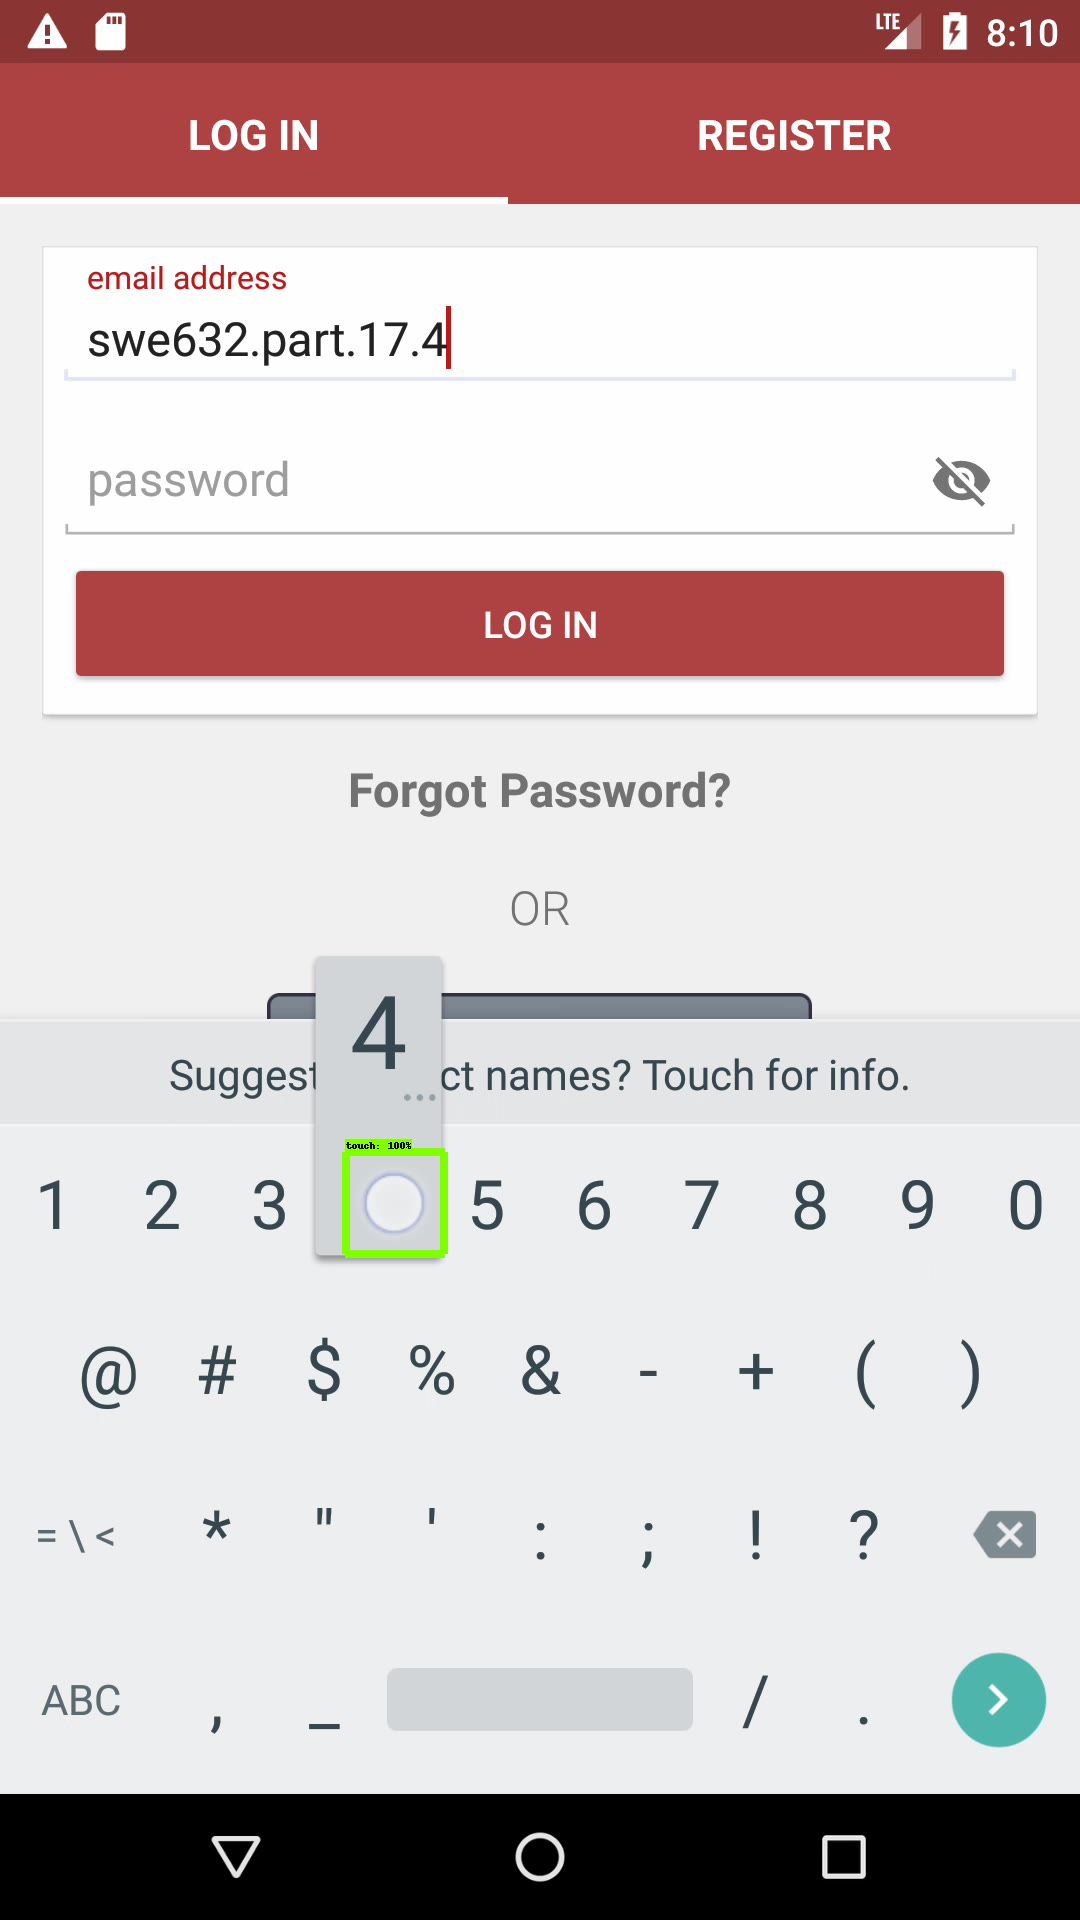 LTE 8:10
LOG IN REGISTER
email address
swe632.part.17.4
password
LOG IN
Forgot Password?
OR
4
...
Suggest ct names? Touch for info.
touch: 100%
1 2 3 5 6 7 8 9 0
@ # $ % & - + ( )
= \ < * " ' : ; ! ?
ABC , _ / .